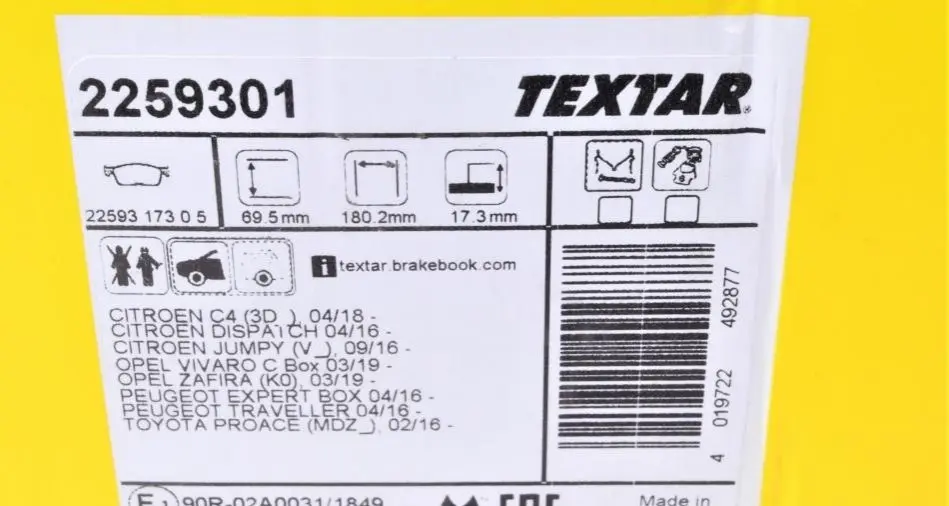 2259301
TEXTAR®
22593 173 0 5
69.5mm
180.2mm
17.3mm
i textar.brakebook.com
CITROEN C4 (3D_), 04/18 -
CITROEN DISPATCH 04/16 -
CITROEN JUMPY (V_), 09/16 -
OPEL VIVARO C Box 03/19 -
OPEL ZAFIRA (K0), 03/19 -
PEUGEOT EXPERT BOX 04/16 -
PEUGEOT TRAVELLER 04/16 -
TOYOTA PROACE (MDZ_), 02/16 -
4 019722 492877
E1 90R-02A0031/1849
EAC
Made in